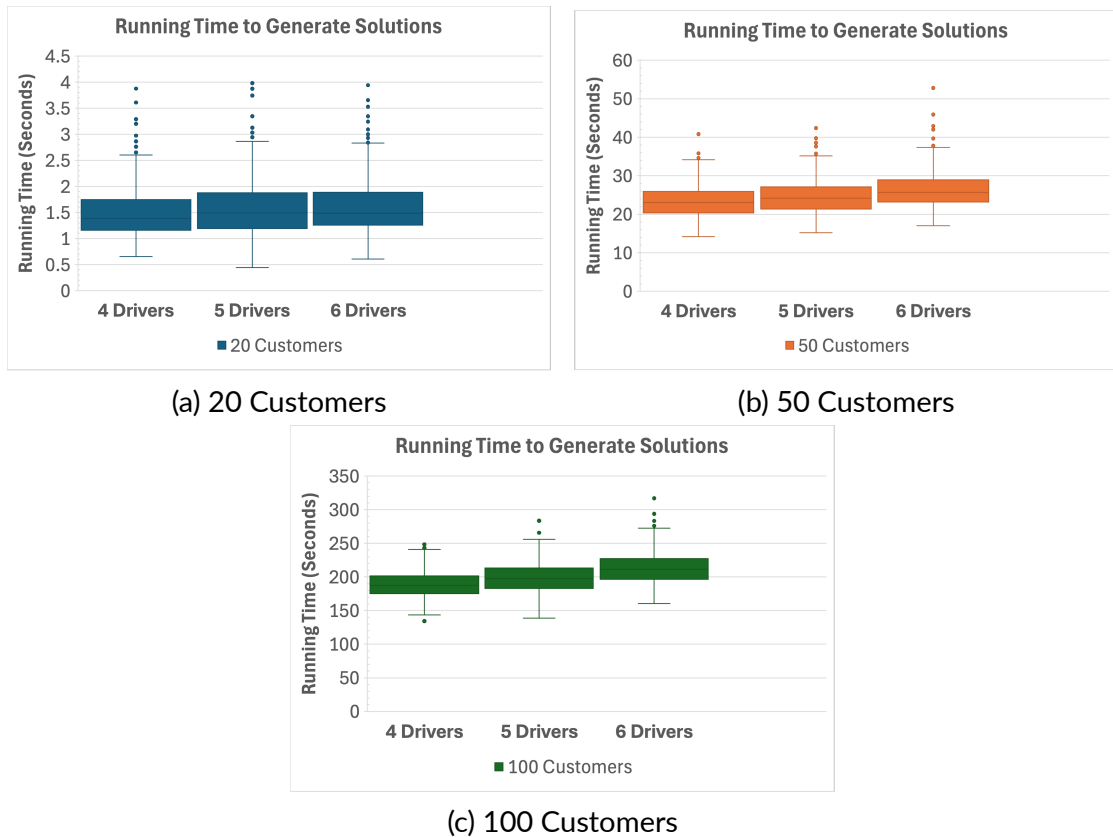 Running Time to Generate Solutions
Running Time (Seconds)
4.5
4
3.5
3
2.5
2
1.5
1
0.5
0
4 Drivers
5 Drivers
6 Drivers
20 Customers
(a) 20 Customers
Running Time to Generate Solutions
Running Time (Seconds)
60
50
40
30
20
10
0
4 Drivers
5 Drivers
6 Drivers
50 Customers
(b) 50 Customers
Running Time to Generate Solutions
Running Time (Seconds)
350
300
250
200
150
100
50
0
4 Drivers
5 Drivers
6 Drivers
100 Customers
(c) 100 Customers